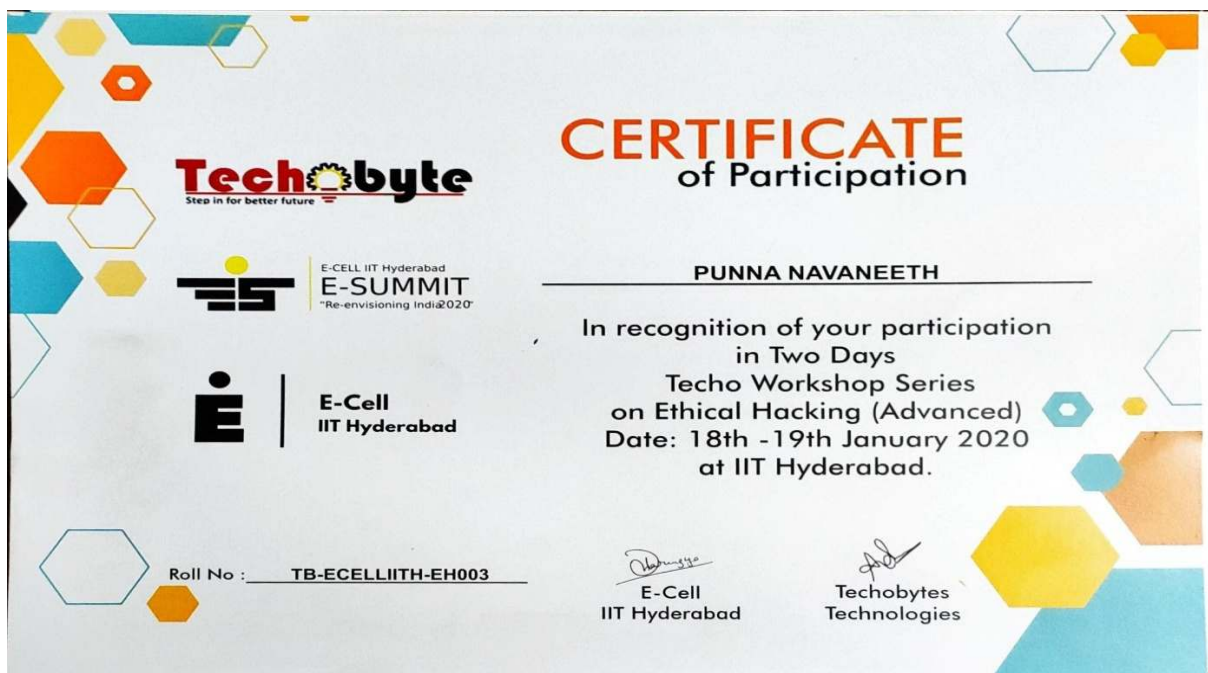 Techobyte
Step in for better future
E-CELL IIT Hyderabad
E-SUMMIT
"Re-envisioning India2020"
E-Cell
IIT Hyderabad
CERTIFICATE
of Participation
PUNNA NAVANEETH
In recognition of your participation
in Two Days
Techo Workshop Series
on Ethical Hacking (Advanced)
Date: 18th -19th January 2020
at IIT Hyderabad.
Roll No : TB-ECELLIITH-EH003
E-Cell
IIT Hyderabad
Techobytes
Technologies